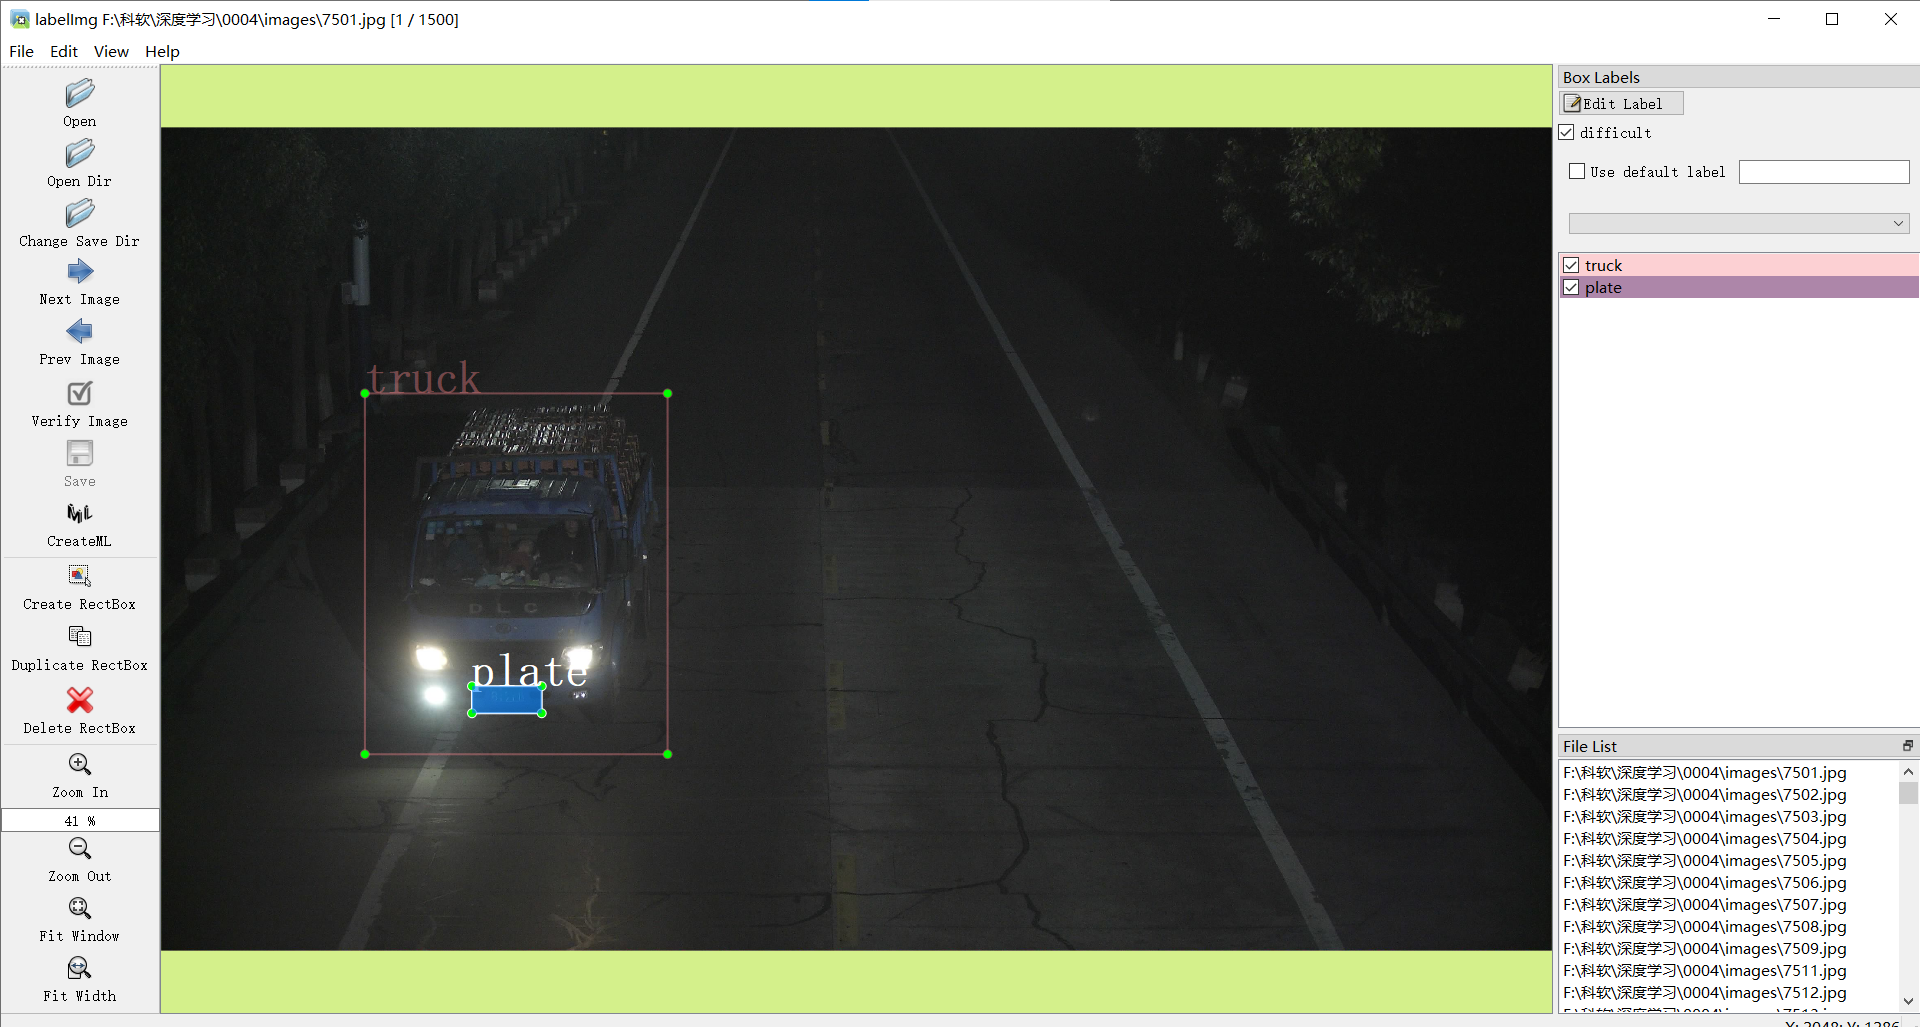 labelImg F:\科软\深度学习\0004\images\7501.jpg [1 / 1500]
File Edit View Help
Open
Open Dir
Change Save Dir
Next Image
Prev Image
Verify Image
Save
CreateML
Create RectBox
Duplicate RectBox
Delete RectBox
Zoom In
41 %
Zoom Out
Fit Window
Fit Width
truck
DLC
plate
Box Labels
Edit Label
difficult
Use default label
truck
plate
File List
F:\科软\深度学习\0004\images\7501.jpg
F:\科软\深度学习\0004\images\7502.jpg
F:\科软\深度学习\0004\images\7503.jpg
F:\科软\深度学习\0004\images\7504.jpg
F:\科软\深度学习\0004\images\7505.jpg
F:\科软\深度学习\0004\images\7506.jpg
F:\科软\深度学习\0004\images\7507.jpg
F:\科软\深度学习\0004\images\7508.jpg
F:\科软\深度学习\0004\images\7509.jpg
F:\科软\深度学习\0004\images\7511.jpg
F:\科软\深度学习\0004\images\7512.jpg